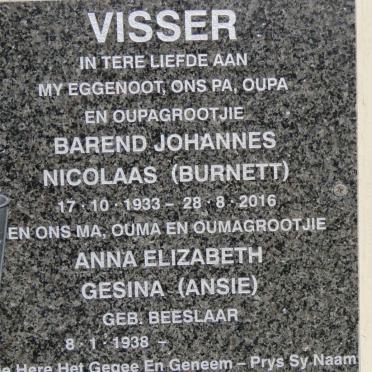 VISSER
IN TERE LIEFDE AAN
MY EGGENOOT, ONS PA, OUPA
EN OUPAGROOTJIE
BAREND JOHANNES
NICOLAAS (BURNETT)
17 · 10 · 1933 – 28 · 8 · 2016
EN ONS MA, OUMA EN OUMAGROOTJIE
ANNA ELIZABETH
GESINA (ANSIE)
GEB. BEESLAAR
8 · 1 · 1938 –
Here Het Gegee En Geneem – Prys Sy Naam